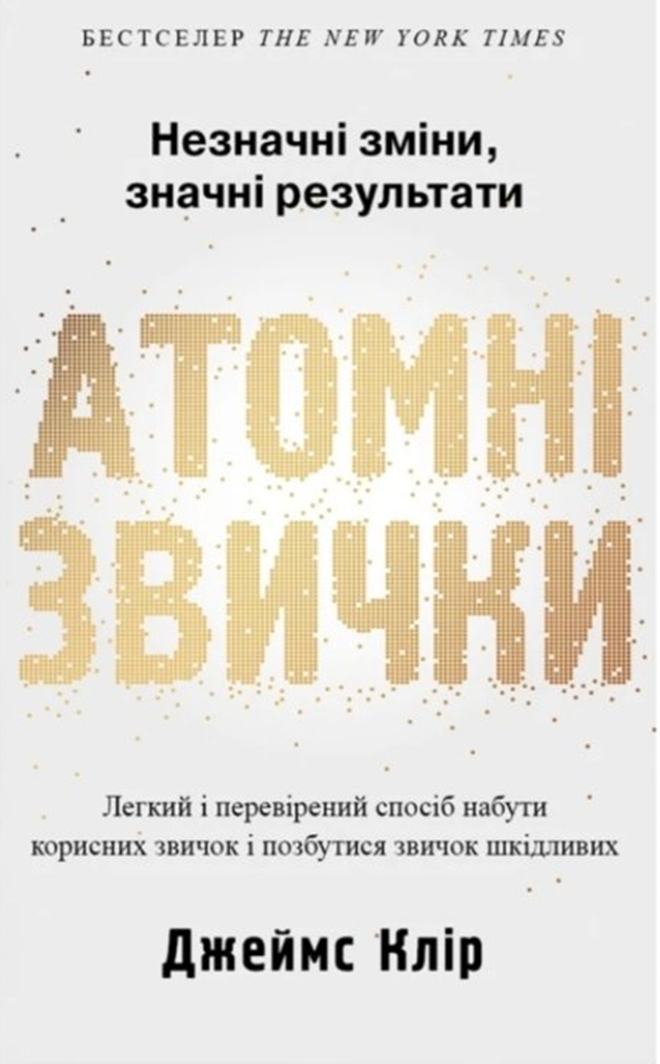 БЕСТСЕЛЕР THE NEW YORK TIMES
Незначні зміни,
значні результати
АТОМНІ
ЗВИЧКИ
Легкий і перевірений спосіб набути
корисних звичок і позбутися звичок шкідливих
Джеймс Клір